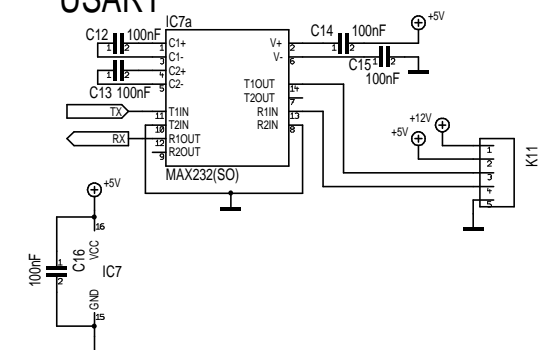 USART
IC7a
C12 100nF
C1+
C1-
C2+
C2-
C13 100nF
T1IN
T2IN
R1OUT
R2OUT
V+
V-
T1OUT
T2OUT
R1IN
R2IN
MAX232(SO)
1
3
4
5
11
10
12
9
2
6
14
7
13
8
TX
RX
C14 100nF
+5V
C15
100nF
1 2
1 2
1 2
1 2
+12V
+5V
1
2
3
4
5
K11
+5V
16
VCC
C16
100nF
1
2
IC7
GND
15